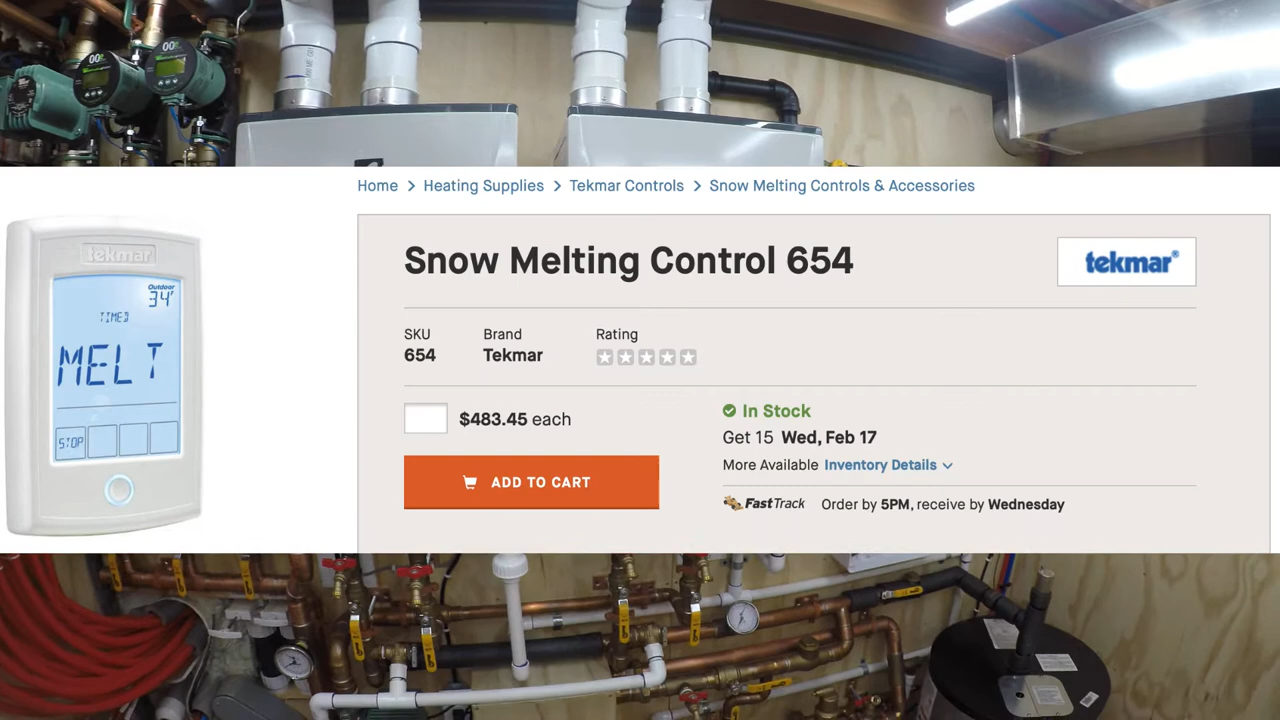 00²
00²
Home > Heating Supplies > Tekmar Controls > Snow Melting Controls & Accessories
tekmar
Outdoor
34°F
TIMED
MELT
STOP
Snow Melting Control 654
tekmar®
SKU
654
Brand
Tekmar
Rating
$483.45 each
ADD TO CART
In Stock
Get 15 Wed, Feb 17
More Available Inventory Details
FastTrack Order by 5PM, receive by Wednesday